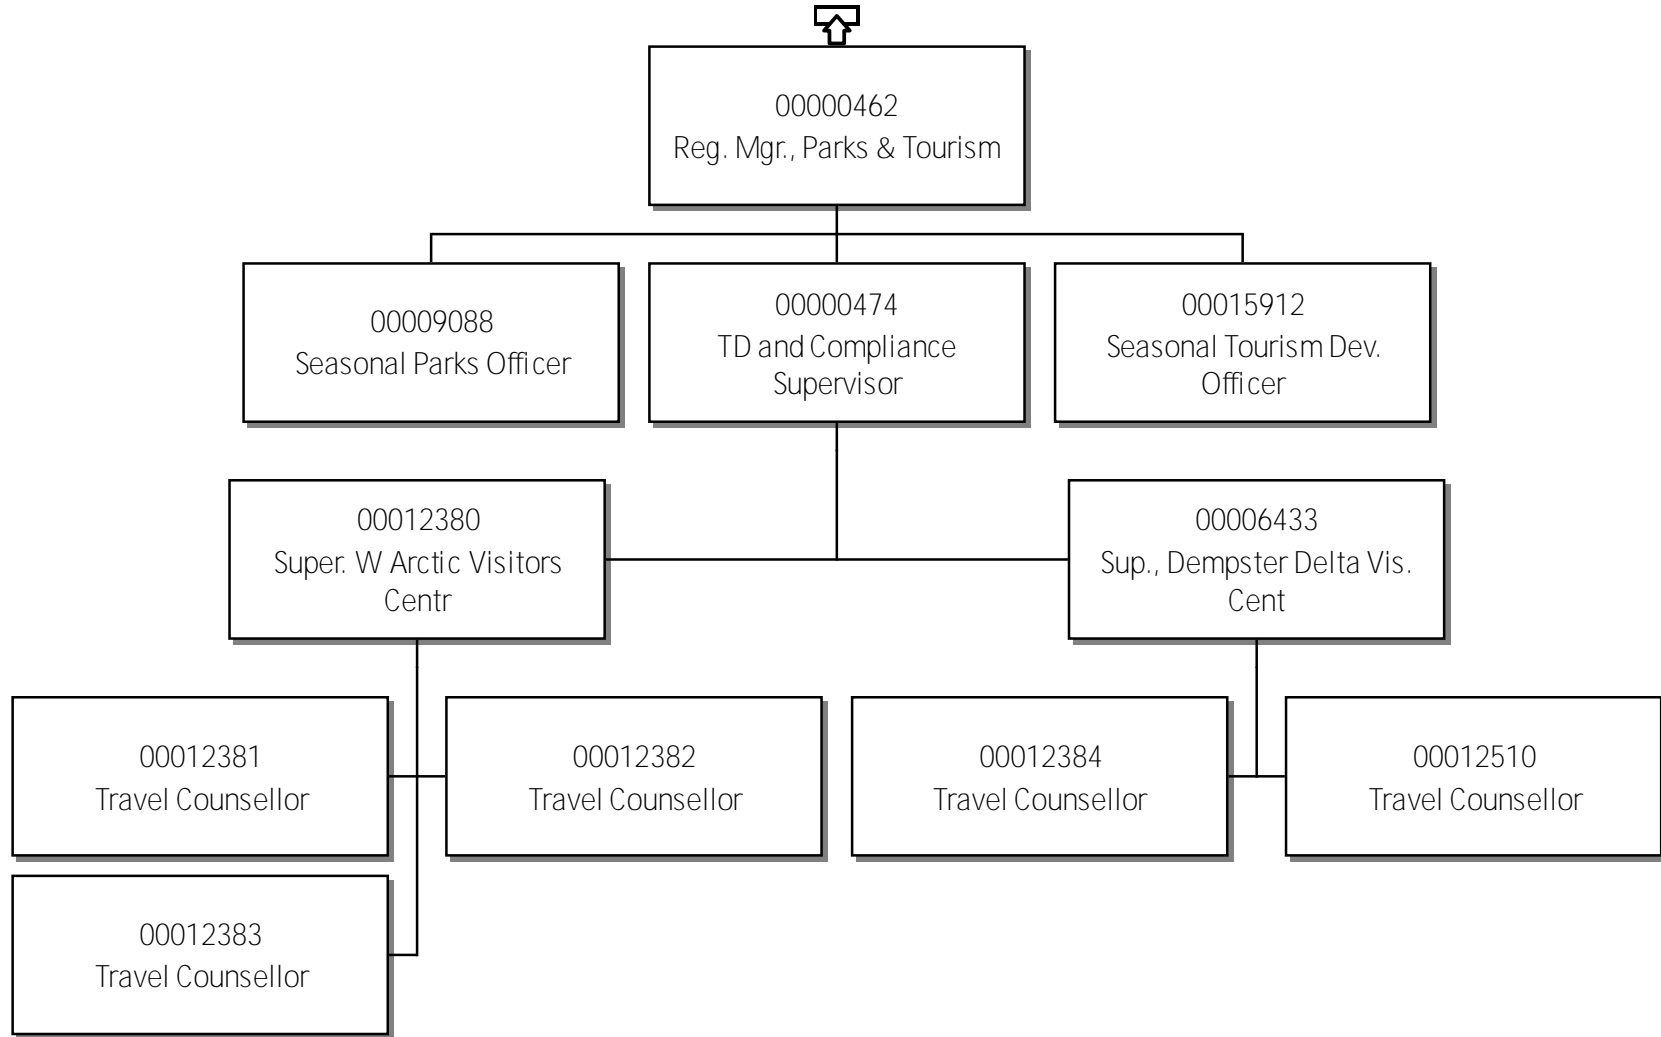 00000462
Reg. Mgr., Parks & Tourism
00009088
Seasonal Parks Officer
00000474
TD and Compliance
Supervisor
00015912
Seasonal Tourism Dev.
Officer
00012380
Super. W Arctic Visitors
Centr
00006433
Sup., Dempster Delta Vis.
Cent
00012381
Travel Counsellor
00012382
Travel Counsellor
00012384
Travel Counsellor
00012510
Travel Counsellor
00012383
Travel Counsellor